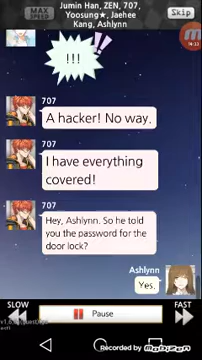 MAX
SPEED
Jumin Han, ZEN, 707,
Yoosung★, Jaehee
Kang, Ashlynn
Skip
!!!
707
A hacker! No way.
707
I have everything
covered!
707
Hey, Ashlynn. So he told
you the password for the
door lock?
Ashlynn
Yes.
SLOW
Pause
FAST
Recorded by Mobizen